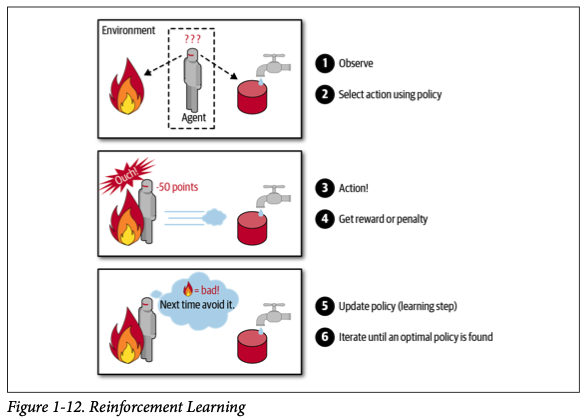 Environment
???
Agent
1 Observe
2 Select action using policy
Ouch!
-50 points
3 Action!
4 Get reward or penalty
= bad!
Next time avoid it.
5 Update policy (learning step)
6 Iterate until an optimal policy is found
Figure 1-12. Reinforcement Learning